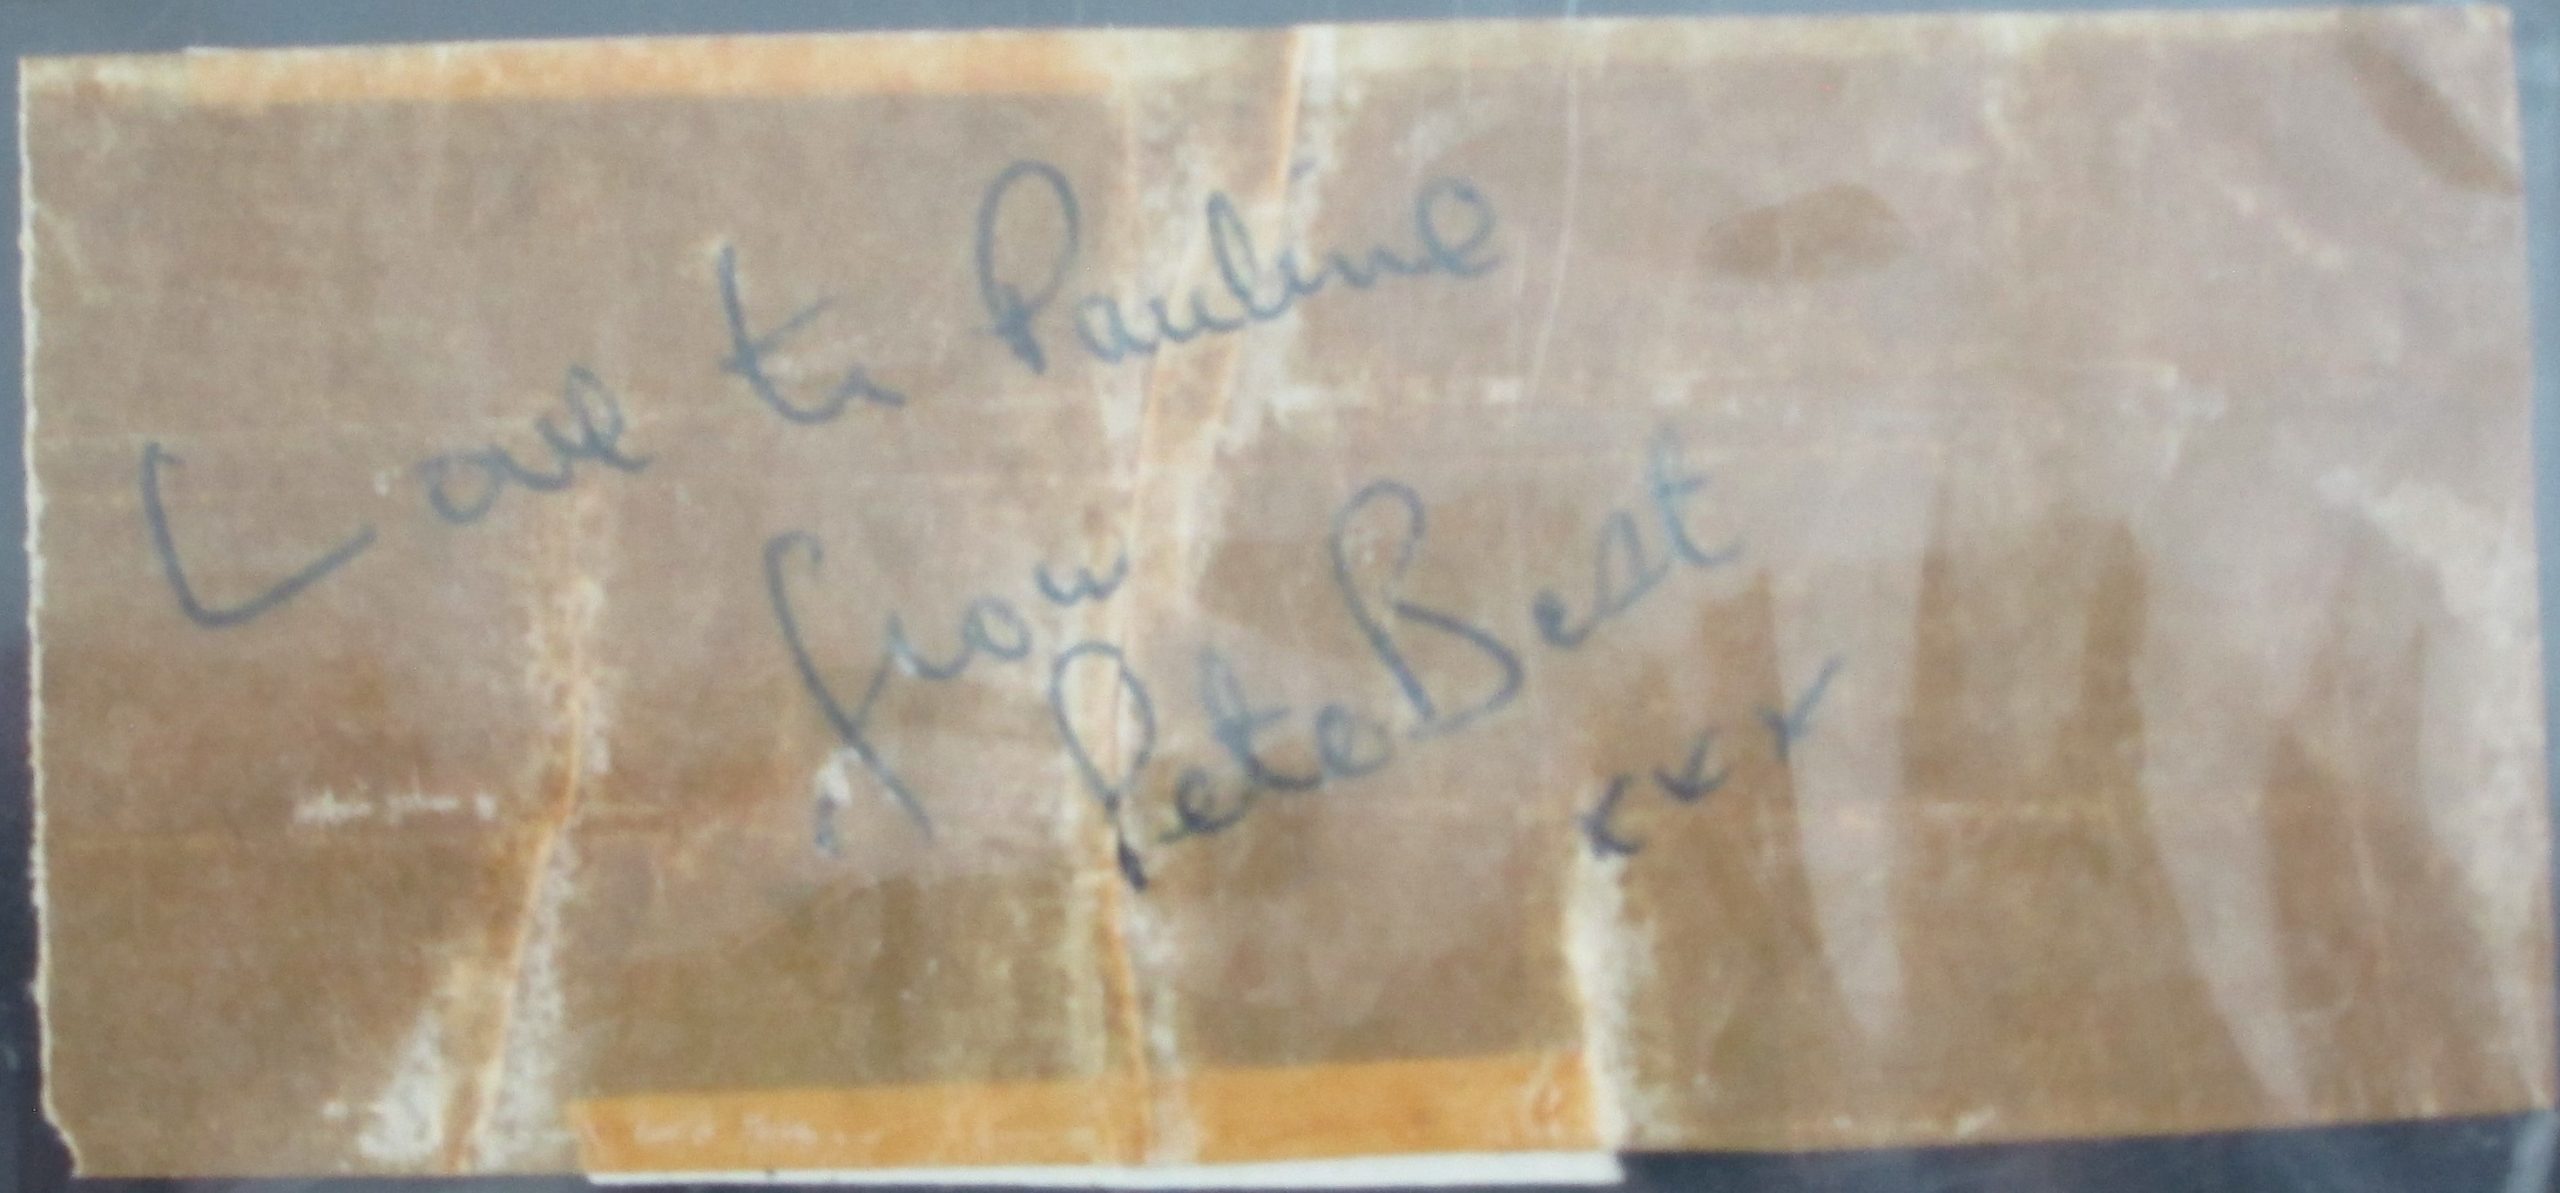 Love to Pauline
from
Pete Best
xxx